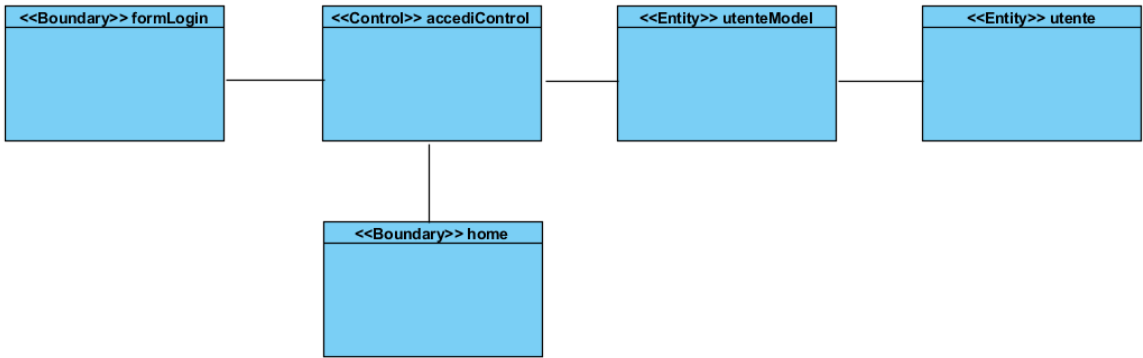 <<Boundary>> formLogin
<<Control>> accediControl
<<Entity>> utenteModel
<<Entity>> utente
<<Boundary>> home